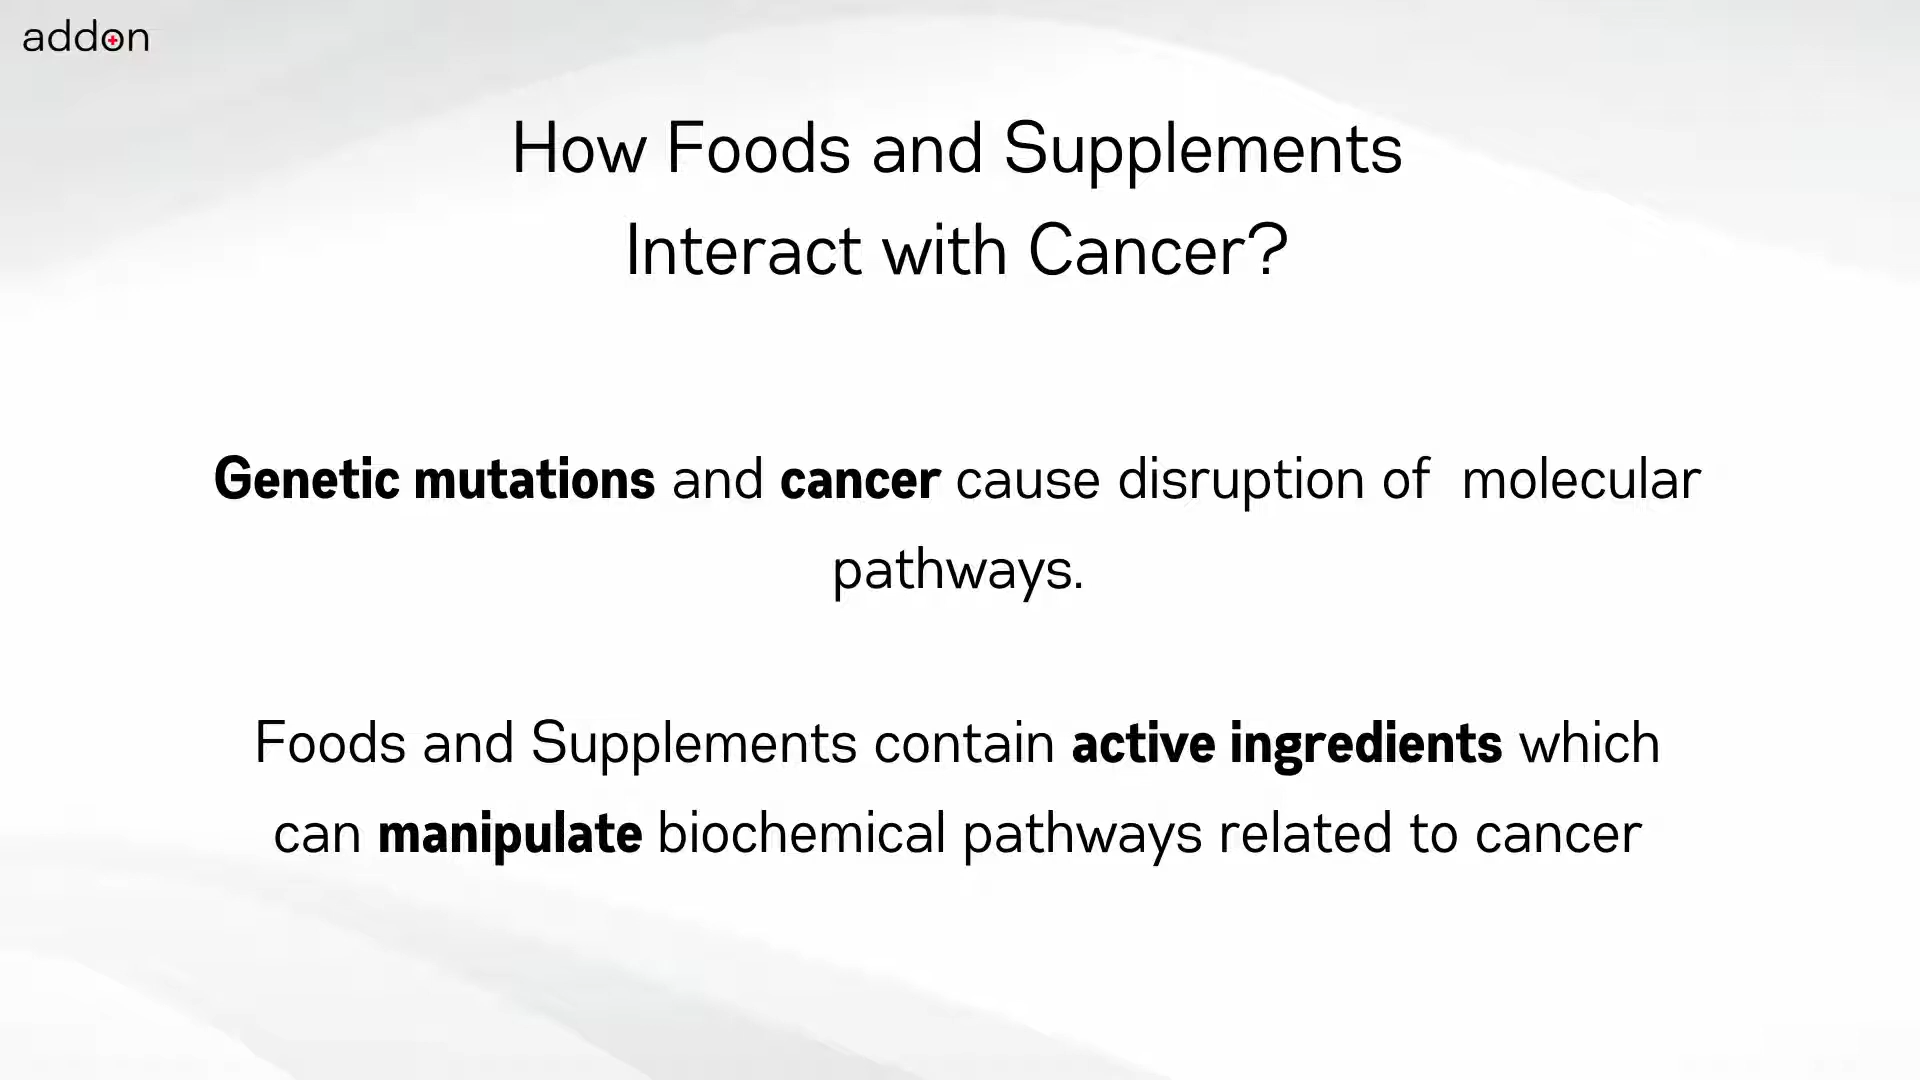 addon
How Foods and Supplements
Interact with Cancer?
Genetic mutations and cancer cause disruption of  molecular
pathways.
Foods and Supplements contain active ingredients which
can manipulate biochemical pathways related to cancer